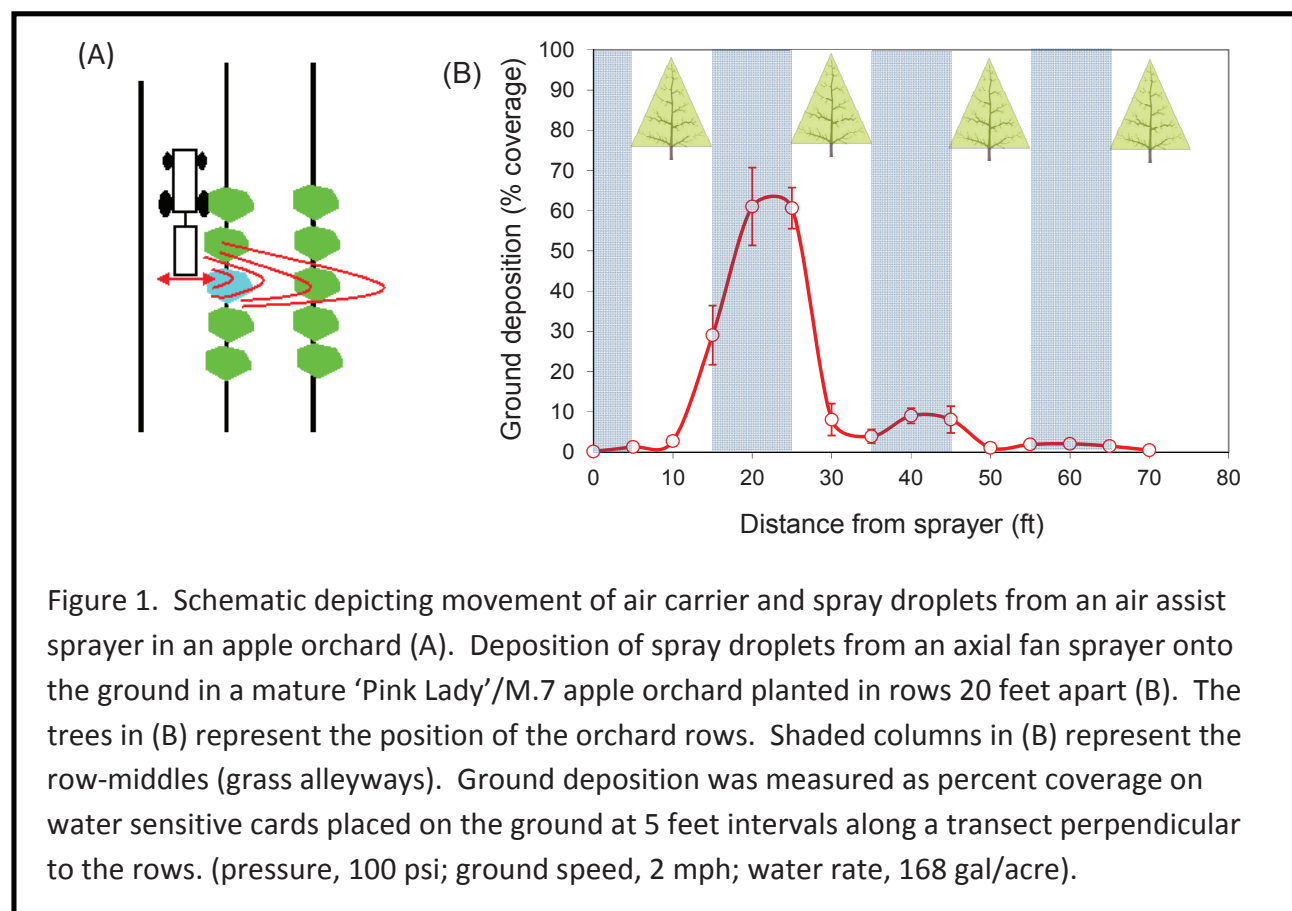 (A)
(B)
100
90
80
70
60
50
40
30
20
10
0
Ground deposition (% coverage)
0 10 20 30 40 50 60 70 80
Distance from sprayer (ft)
Figure 1. Schematic depicting movement of air carrier and spray droplets from an air assist
sprayer in an apple orchard (A). Deposition of spray droplets from an axial fan sprayer onto
the ground in a mature ‘Pink Lady’/M.7 apple orchard planted in rows 20 feet apart (B). The
trees in (B) represent the position of the orchard rows. Shaded columns in (B) represent the
row-middles (grass alleyways). Ground deposition was measured as percent coverage on
water sensitive cards placed on the ground at 5 feet intervals along a transect perpendicular
to the rows. (pressure, 100 psi; ground speed, 2 mph; water rate, 168 gal/acre).